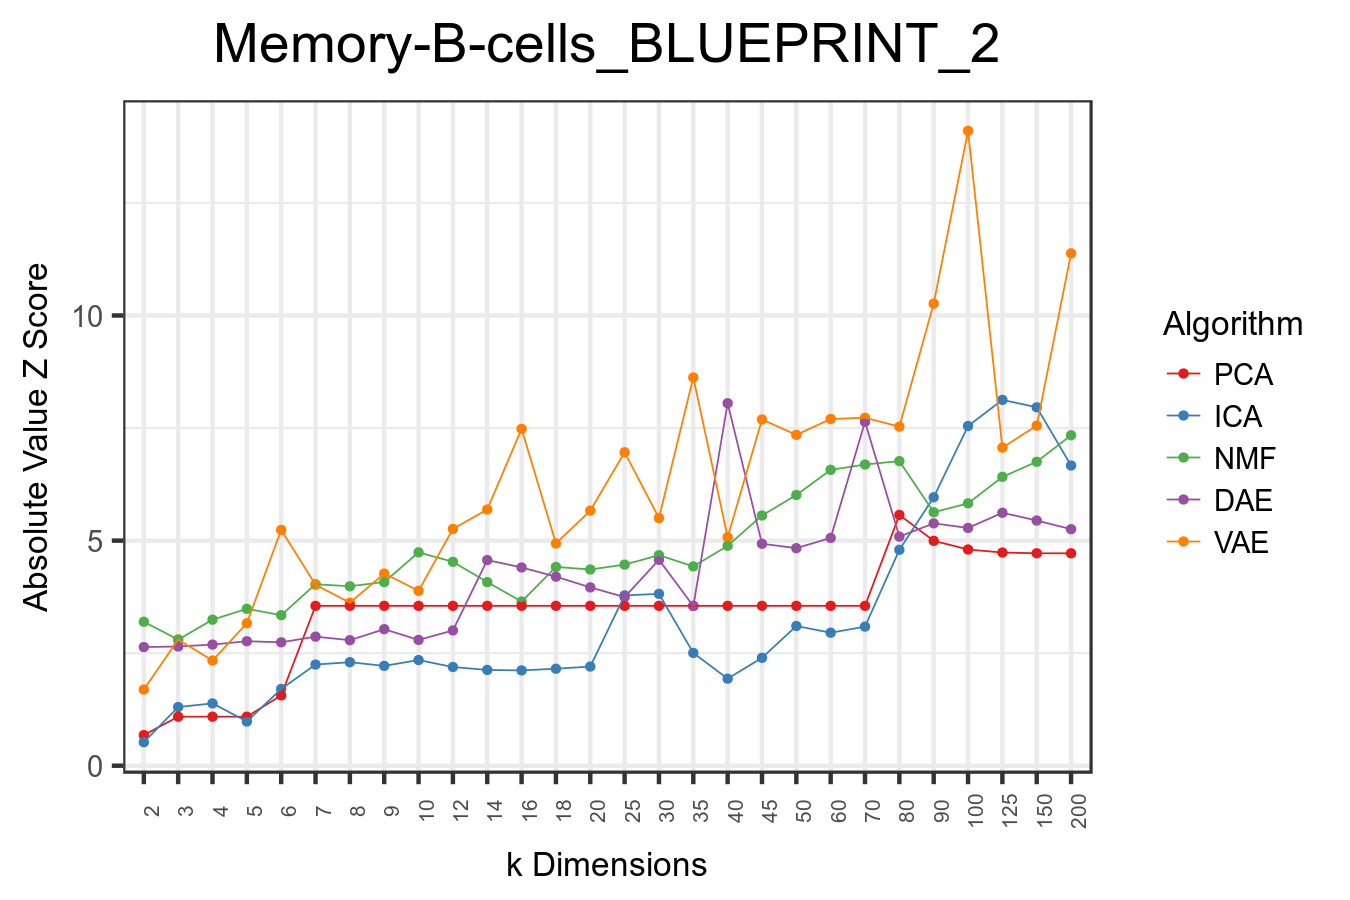 Memory-B-cells_BLUEPRINT_2
Absolute Value Z Score
10
5
0
2 3 4 5 6 7 8 9 10 12 14 16 18 20 25 30 35 40 45 50 60 70 80 90 100 125 150 200
k Dimensions
Algorithm
PCA
ICA
NMF
DAE
VAE